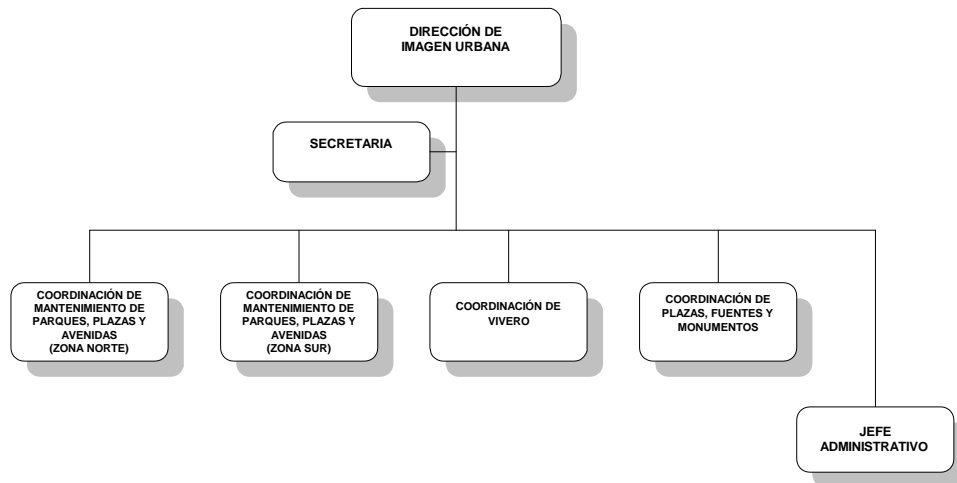 DIRECCIÓN DE
IMAGEN URBANA
SECRETARIA
COORDINACIÓN DE
MANTENIMIENTO DE
PARQUES, PLAZAS Y
AVENIDAS
(ZONA NORTE)
COORDINACIÓN DE
MANTENIMIENTO DE
PARQUES, PLAZAS Y
AVENIDAS
(ZONA SUR)
COORDINACIÓN DE
VIVERO
COORDINACIÓN DE
PLAZAS, FUENTES Y
MONUMENTOS
JEFE
ADMINISTRATIVO